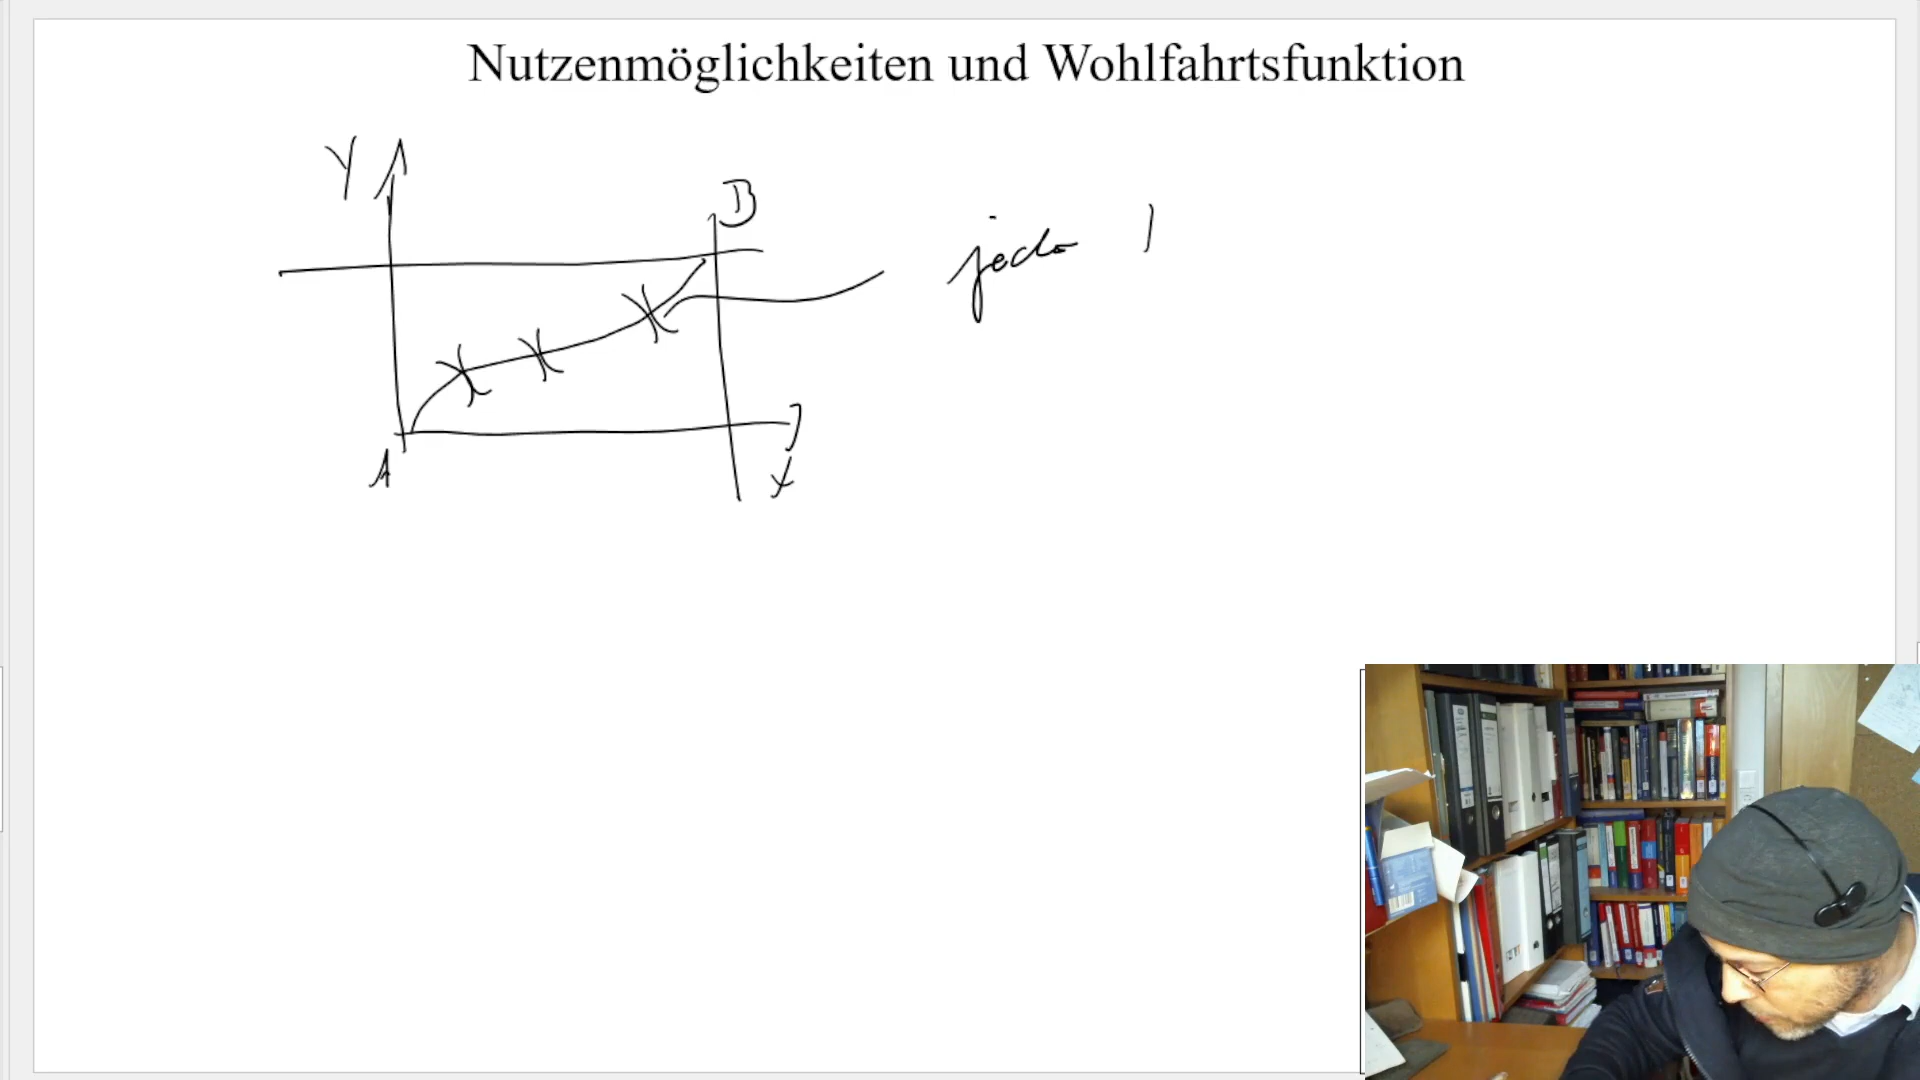 Nutzenmöglichkeiten und Wohlfahrtsfunktion
Y
B
jede
A
X